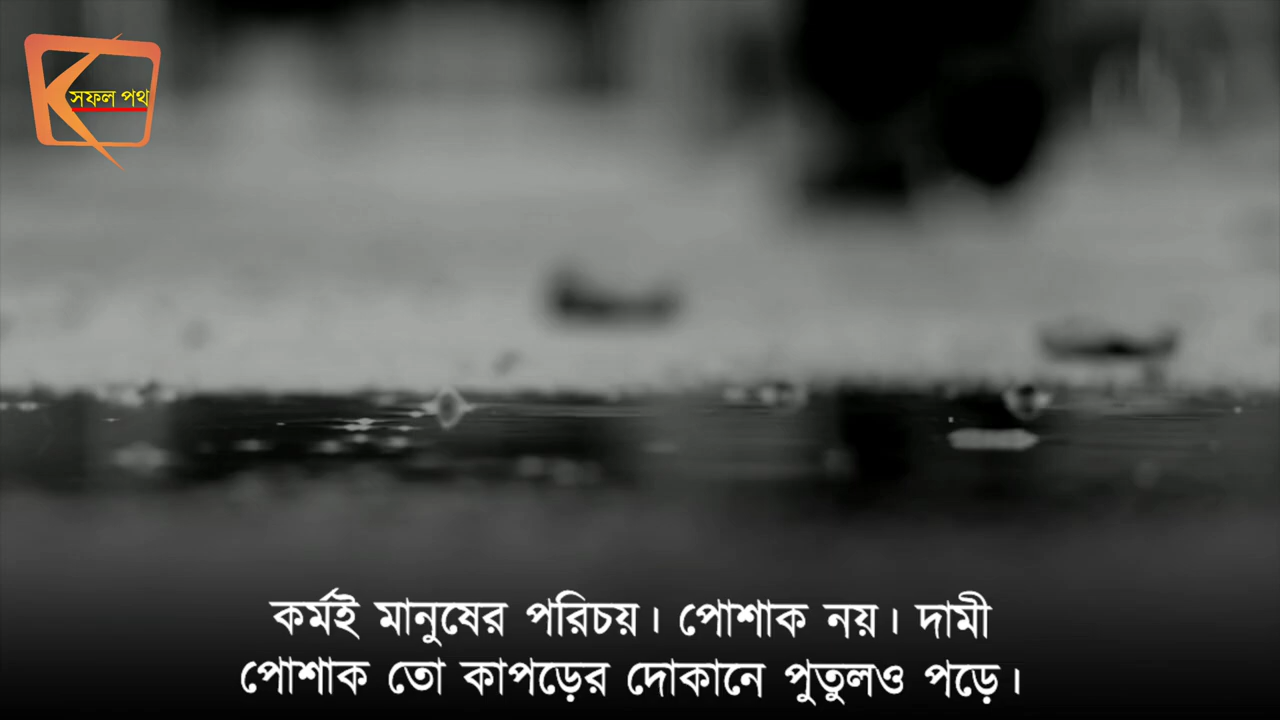 সফল পথ
কর্মই মানুষের পরিচয়। পোশাক নয়। দামী
পোশাক তো কাপড়ের দোকানে পুতুলও পড়ে।